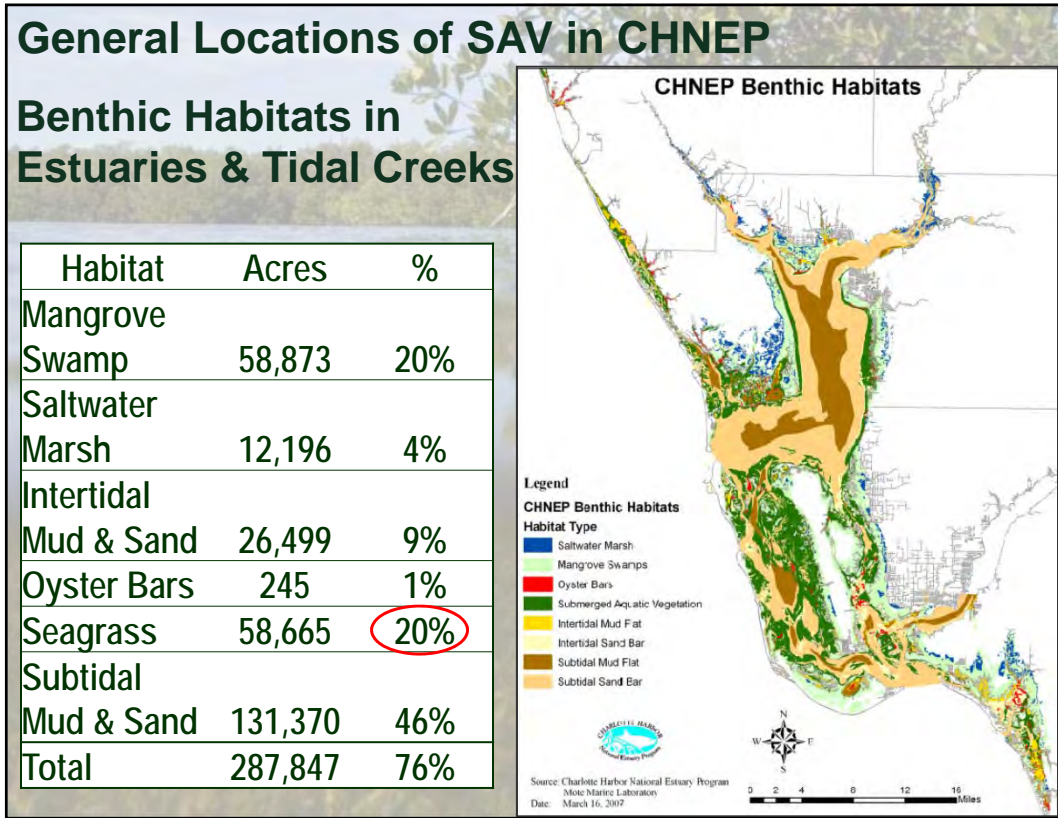 General Locations of SAV in CHNEP
Benthic Habitats in
Estuaries & Tidal Creeks
Habitat Acres %
Mangrove
Swamp 58,873 20%
Saltwater
Marsh 12,196 4%
Intertidal
Mud & Sand 26,499 9%
Oyster Bars 245 1%
Seagrass 58,665 20%
Subtidal
Mud & Sand 131,370 46%
Total 287,847 76%
CHNEP Benthic Habitats
Legend
CHNEP Benthic Habitats
Habitat Type
Saltwater Marsh
Mangrove Swamps
Oyster Bars
Submerged Aquatic Vegetation
Intertidal Mud Flat
Intertidal Sand Bar
Subtidal Mud Flat
Subtidal Sand Bar
CHARLOTTE HARBOR
National Estuary Program
N
W E
S
Source: Charlotte Harbor National Estuary Program
Mote Marine Laboratory
Date: March 16, 2007
0 2 4 8 12 16
Miles